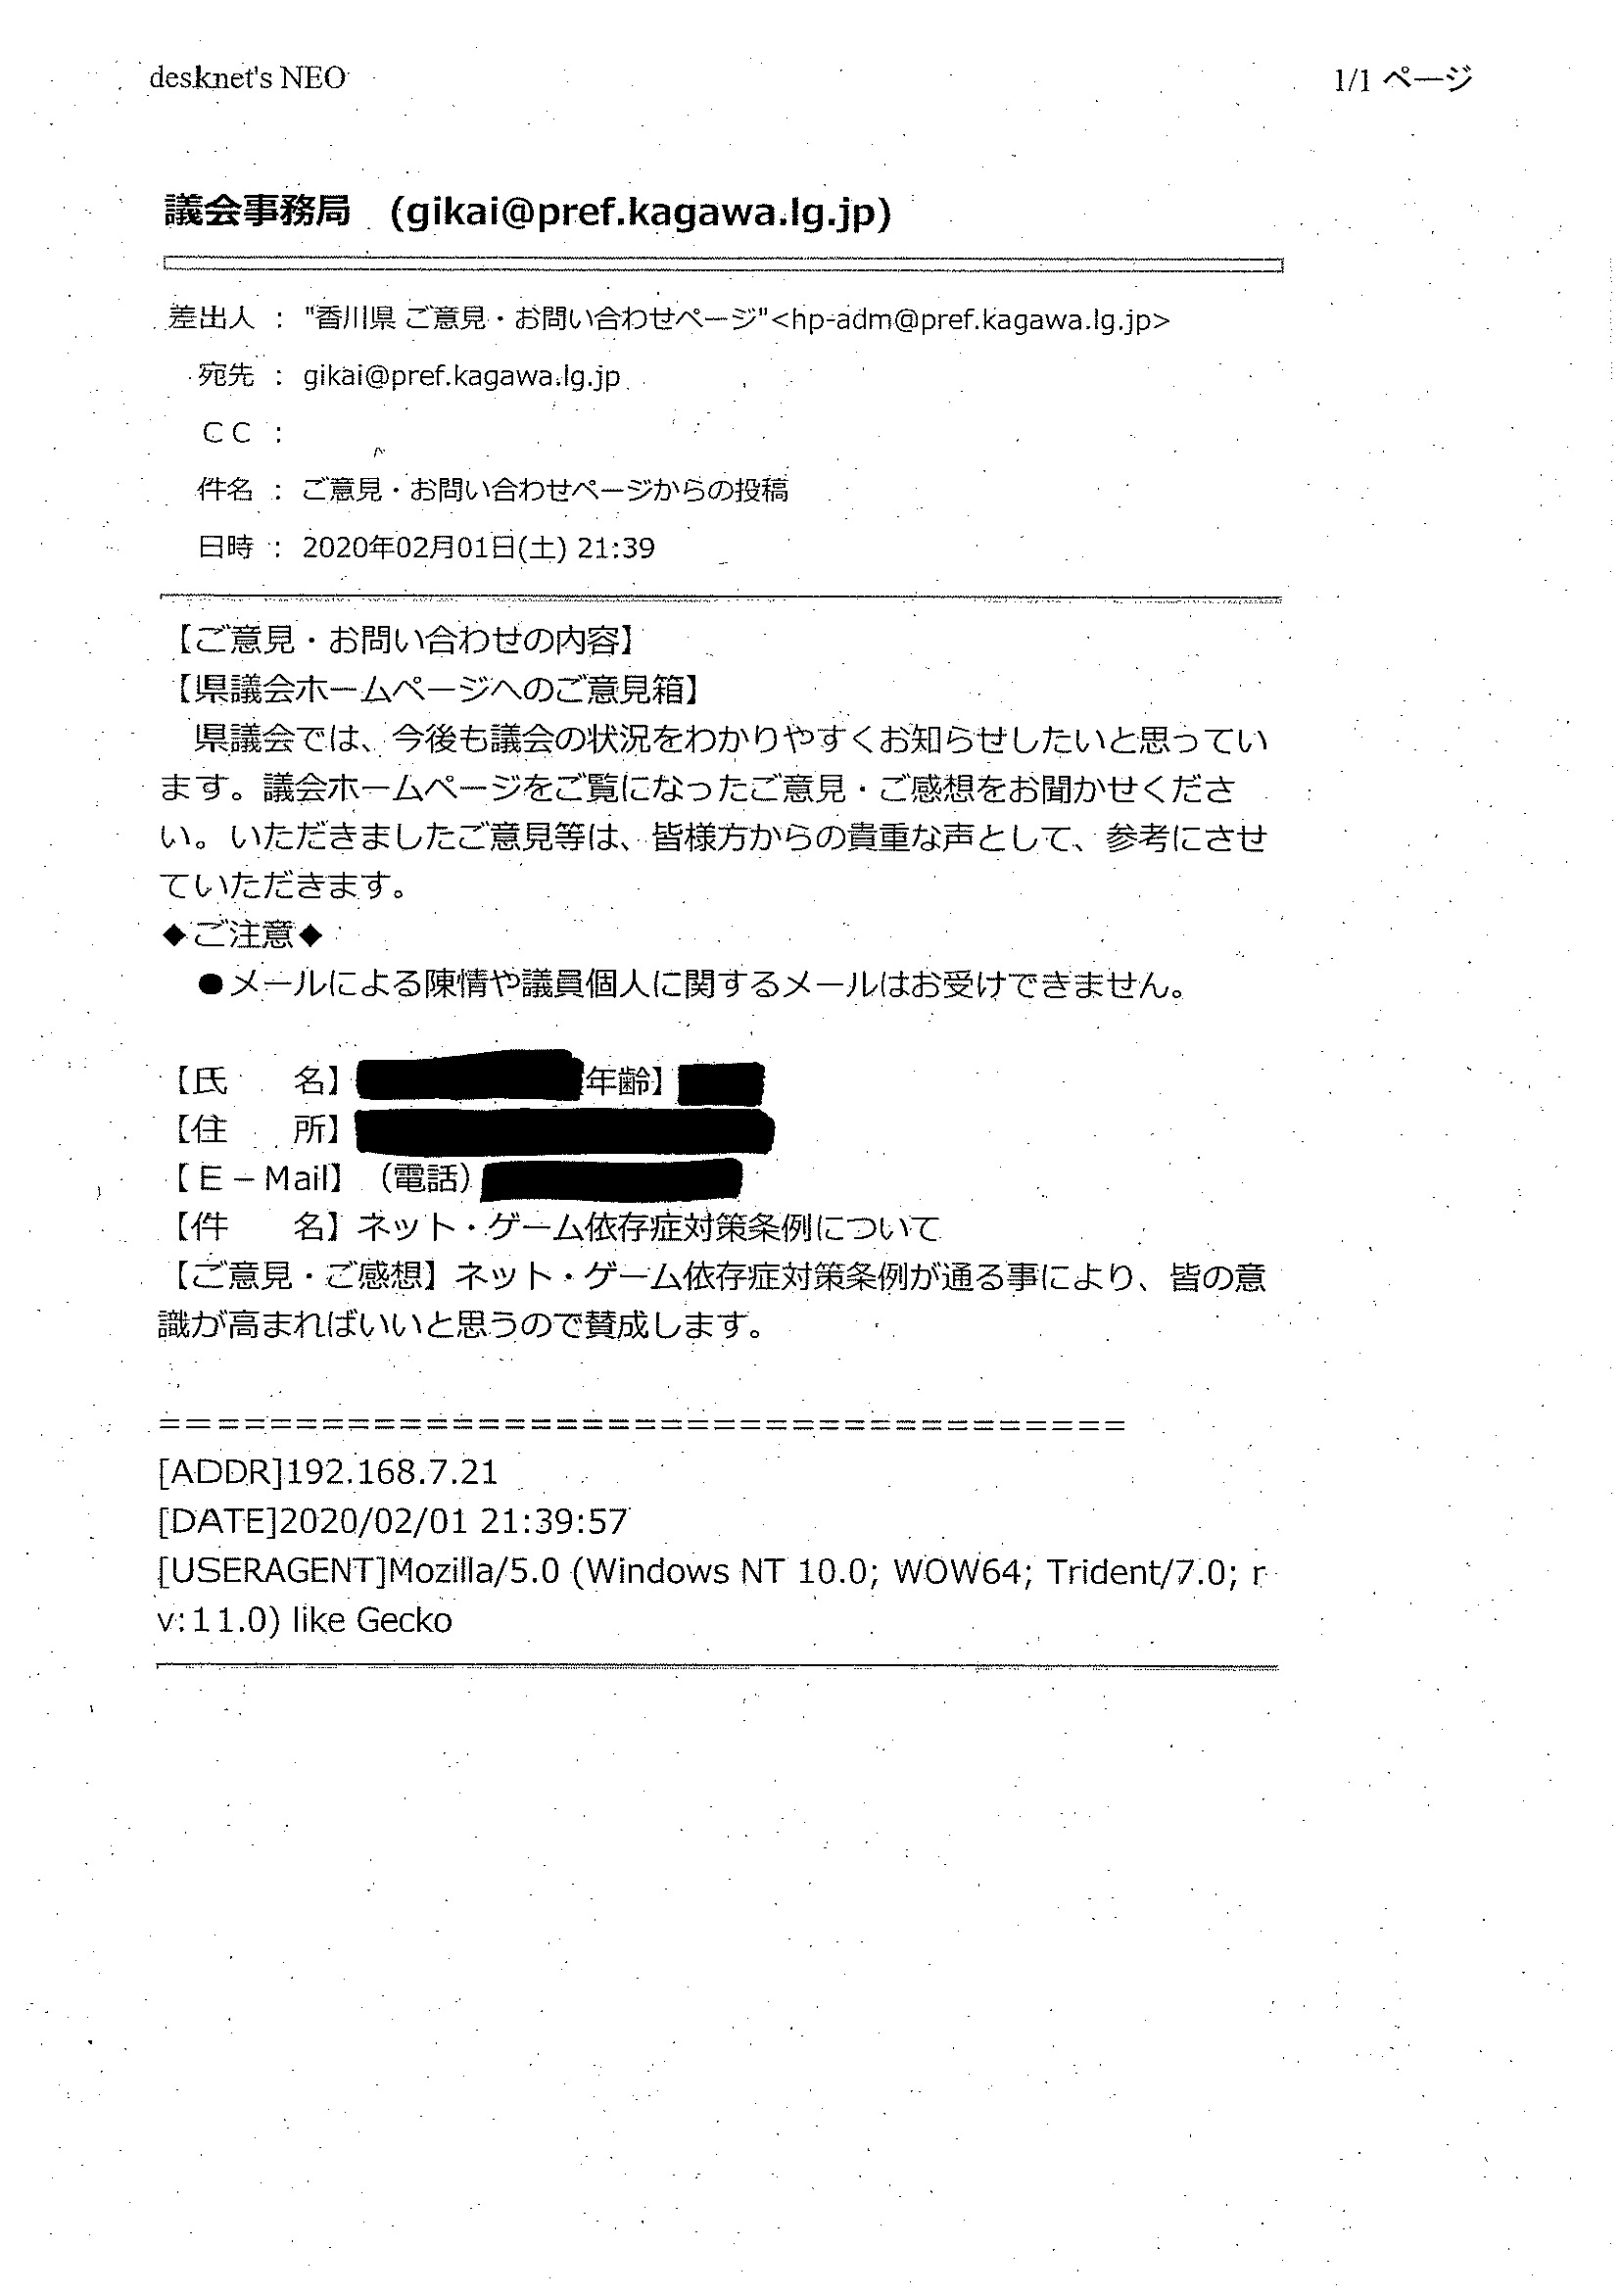 desknet's NEO
1/1 ページ
議会事務局 (gikai@pref.kagawa.lg.jp)
差出人 : "香川県 ご意見・お問い合わせページ"<hp-adm@pref.kagawa.lg.jp>
宛先 : gikai@pref.kagawa.lg.jp
CC :
件名 : ご意見・お問い合わせページからの投稿
日時 : 2020年02月01日(土) 21:39
【ご意見・お問い合わせの内容】
【県議会ホームページへのご意見箱】
県議会では、今後も議会の状況をわかりやすくお知らせしたいと思ってい
ます。議会ホームページをご覧になったご意見・ご感想をお聞かせくださ
い。いただきましたご意見等は、皆様方からの貴重な声として、参考にさせ
ていただきます。
◆ご注意◆
●メールによる陳情や議員個人に関するメールはお受けできません。
【氏　　名】 年齢】
【住　　所】
【E－Mail】（電話）
【件　　名】ネット・ゲーム依存症対策条例について
【ご意見・ご感想】ネット・ゲーム依存症対策条例が通る事により、皆の意
識が高まればいいと思うので賛成します。
=====================================
[ADDR]192.168.7.21
[DATE]2020/02/01 21:39:57
[USERAGENT]Mozilla/5.0 (Windows NT 10.0; WOW64; Trident/7.0; r
v:11.0) like Gecko